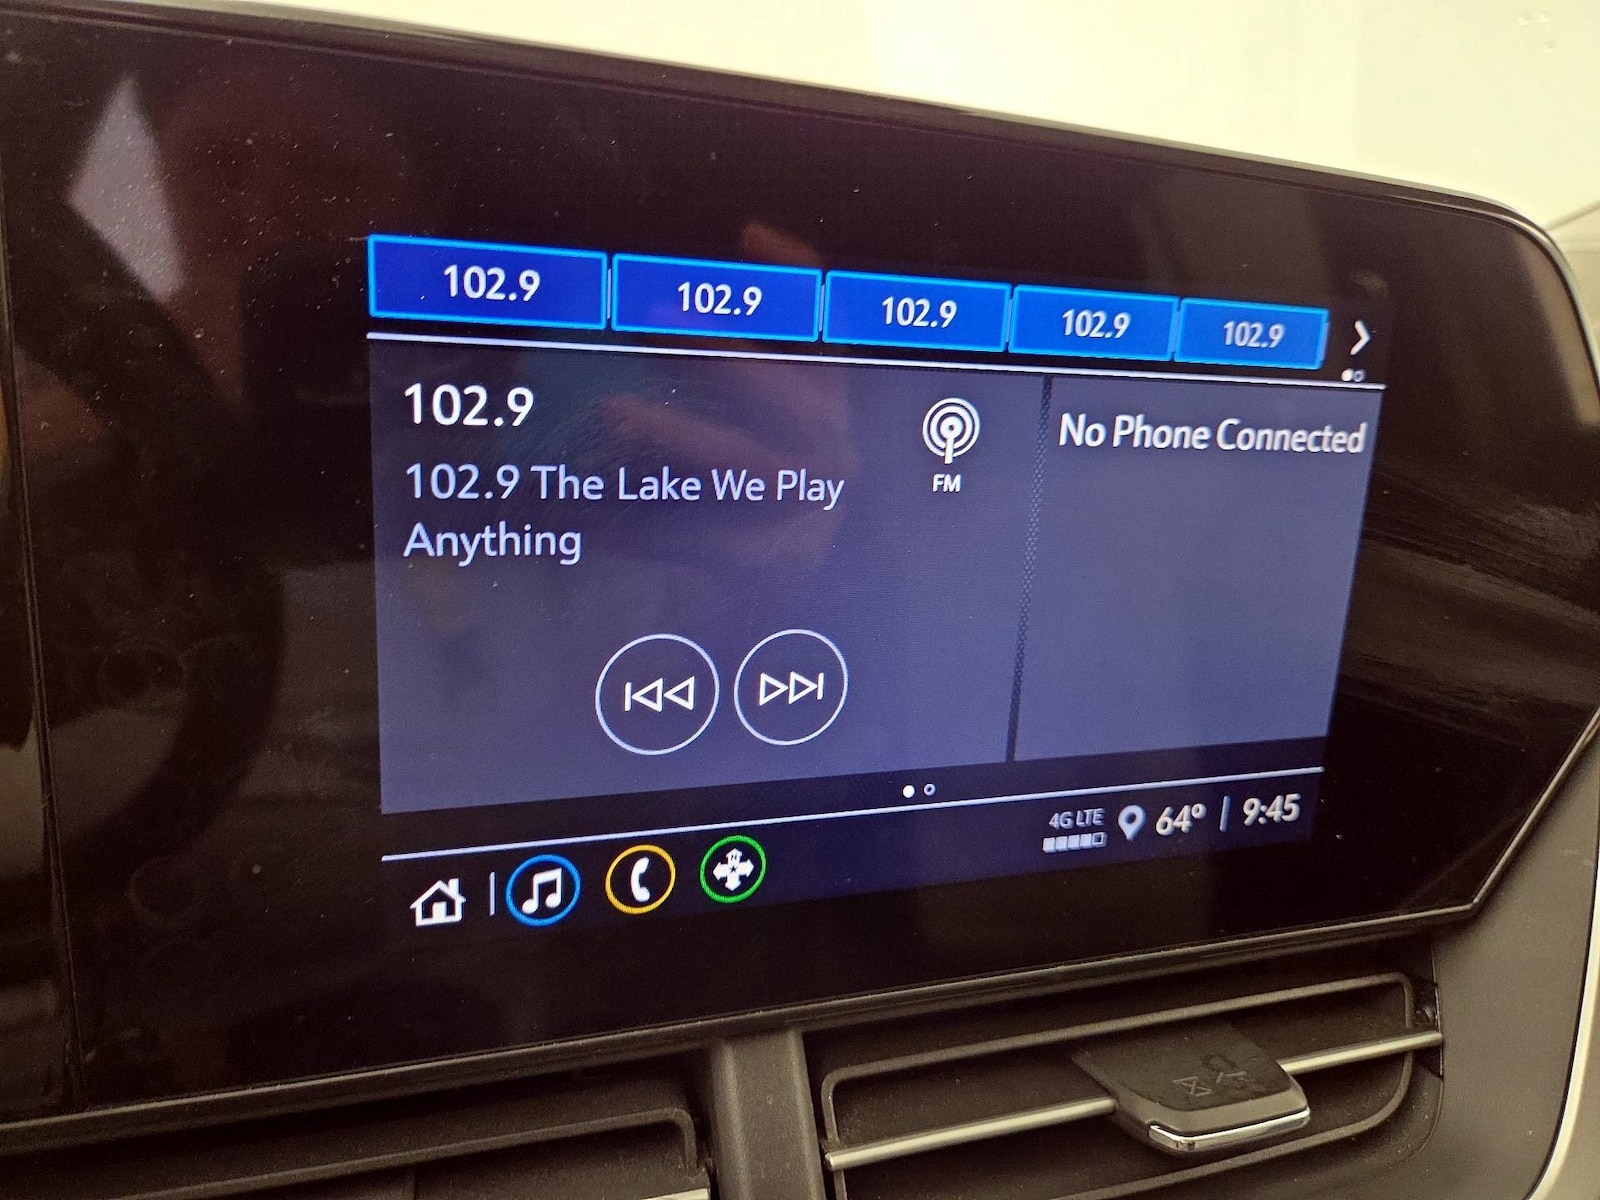 102.9 102.9 102.9 102.9 102.9
102.9
102.9 The Lake We Play
Anything
FM
No Phone Connected
4G LTE 64° 9:45